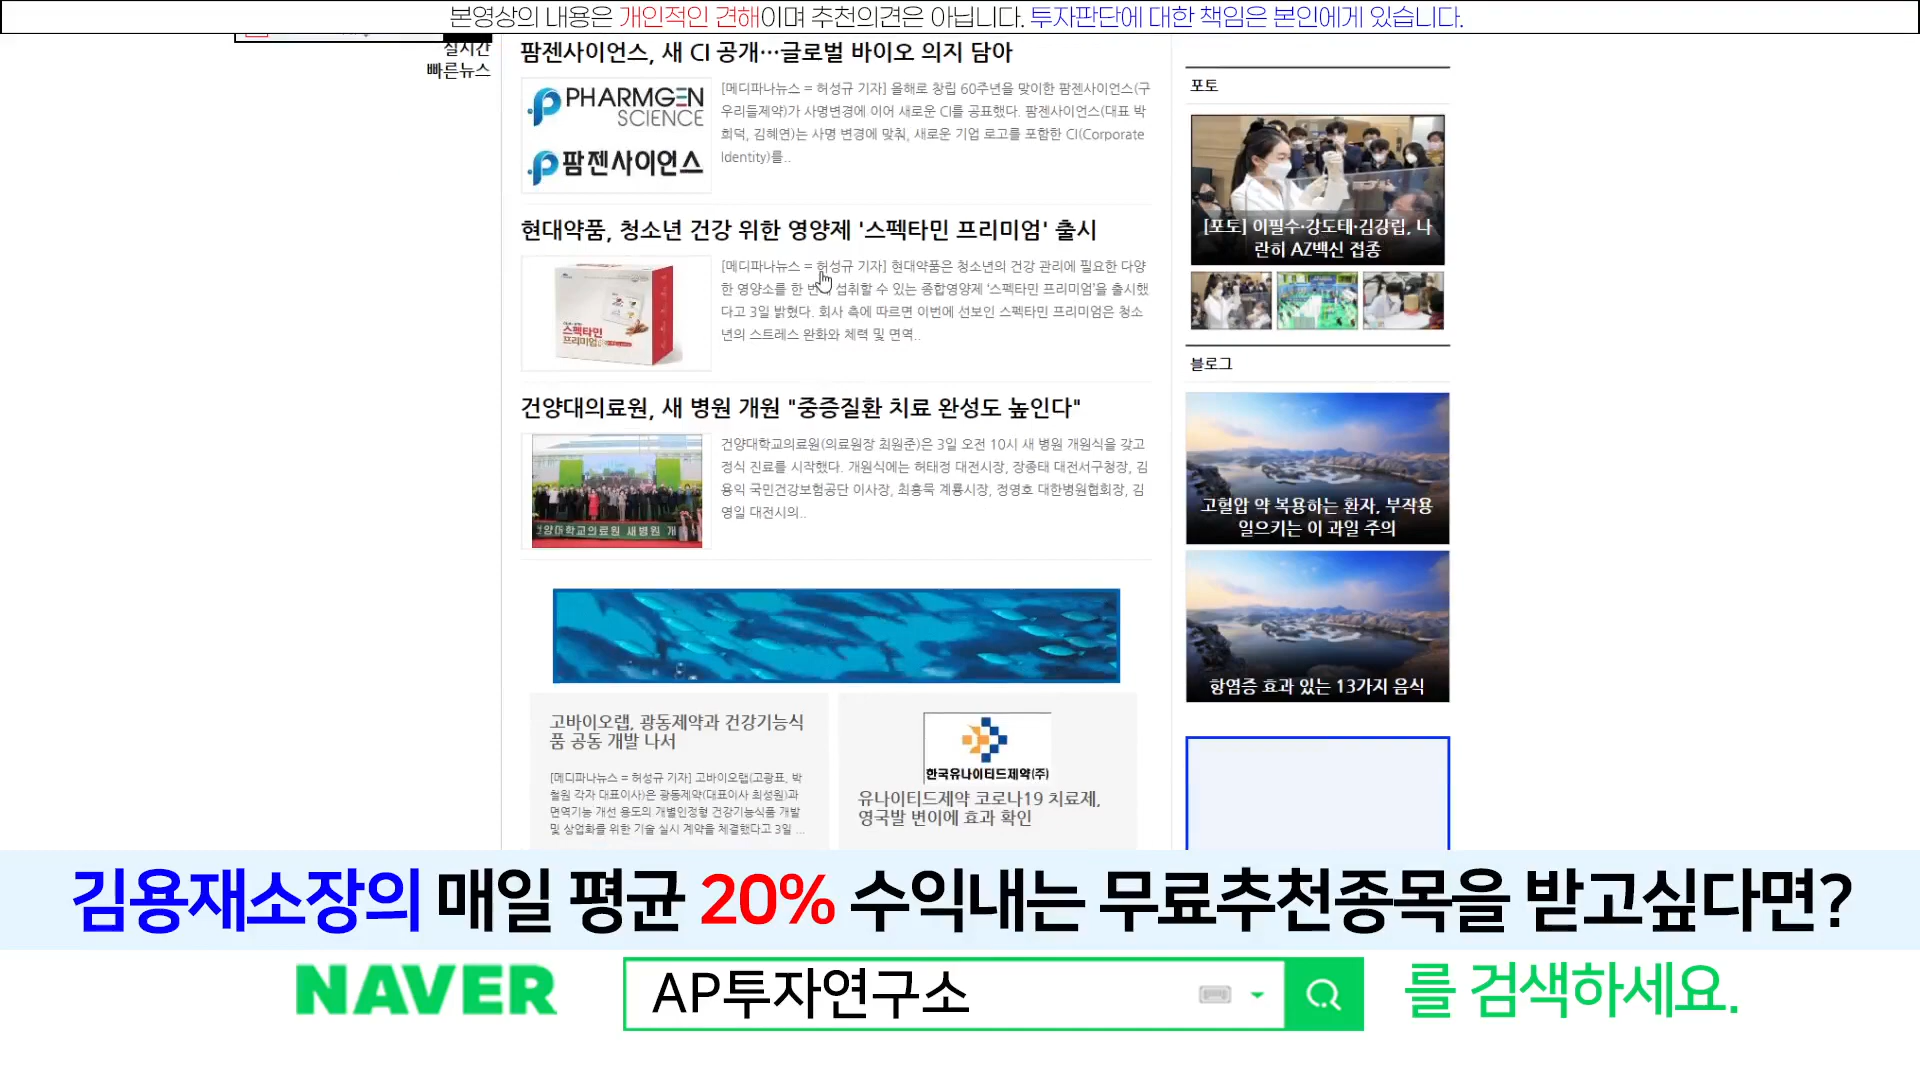 본영상의 내용은 개인적인 견해이며 추천의견은 아닙니다. 투자판단에 대한 책임은 본인에게 있습니다.
실시간
빠른뉴스
팜젠사이언스, 새 CI 공개…글로벌 바이오 의지 담아
PHARMGEN
SCIENCE
팜젠사이언스
[메디파나뉴스 = 허성규 기자] 올해로 창립 60주년을 맞이한 팜젠사이언스(구
우리들제약)가 사명변경에 이어 새로운 CI를 공표했다. 팜젠사이언스(대표 박
희덕, 김혜연)는 사명 변경에 맞춰, 새로운 기업 로고를 포함한 CI(Corporate
Identity)를..
현대약품, 청소년 건강 위한 영양제 '스펙타민 프리미엄' 출시
스펙타민
프리미엄
[메디파나뉴스 = 허성규 기자] 현대약품은 청소년의 건강 관리에 필요한 다양
한 영양소를 한 번에 섭취할 수 있는 종합영양제 ‘스펙타민 프리미엄’을 출시했
다고 3일 밝혔다. 회사 측에 따르면 이번에 선보인 스펙타민 프리미엄은 청소
년의 스트레스 완화와 체력 및 면역..
건양대의료원, 새 병원 개원 "중증질환 치료 완성도 높인다"
건양대학교의료원 새병원 개
건양대학교의료원(의료원장 최원준)은 3일 오전 10시 새 병원 개원식을 갖고
정식 진료를 시작했다. 개원식에는 허태정 대전시장, 장종태 대전서구청장, 김
용익 국민건강보험공단 이사장, 최홍묵 계룡시장, 정영호 대한병원협회장, 김
영일 대전시의..
고바이오랩, 광동제약과 건강기능식
품 공동 개발 나서
[메디파나뉴스 = 허성규 기자] 고바이오랩(고광표, 박
철원 각자 대표이사)은 광동제약(대표이사 최성원)과
면역기능 개선 용도의 개별인정형 건강기능식품 개발
및 상업화를 위한 기술 실시 계약을 체결했다고 3일 ...
한국유나이티드제약(주)
유나이티드제약 코로나19 치료제,
영국발 변이에 효과 확인
포토
[포토] 이필수·강도태·김강립, 나
란히 AZ백신 접종
블로그
고혈압 약 복용하는 환자, 부작용
일으키는 이 과일 주의
항염증 효과 있는 13가지 음식
김용재소장의 매일 평균 20% 수익내는 무료추천종목을 받고싶다면?
NAVER AP투자연구소 를 검색하세요.